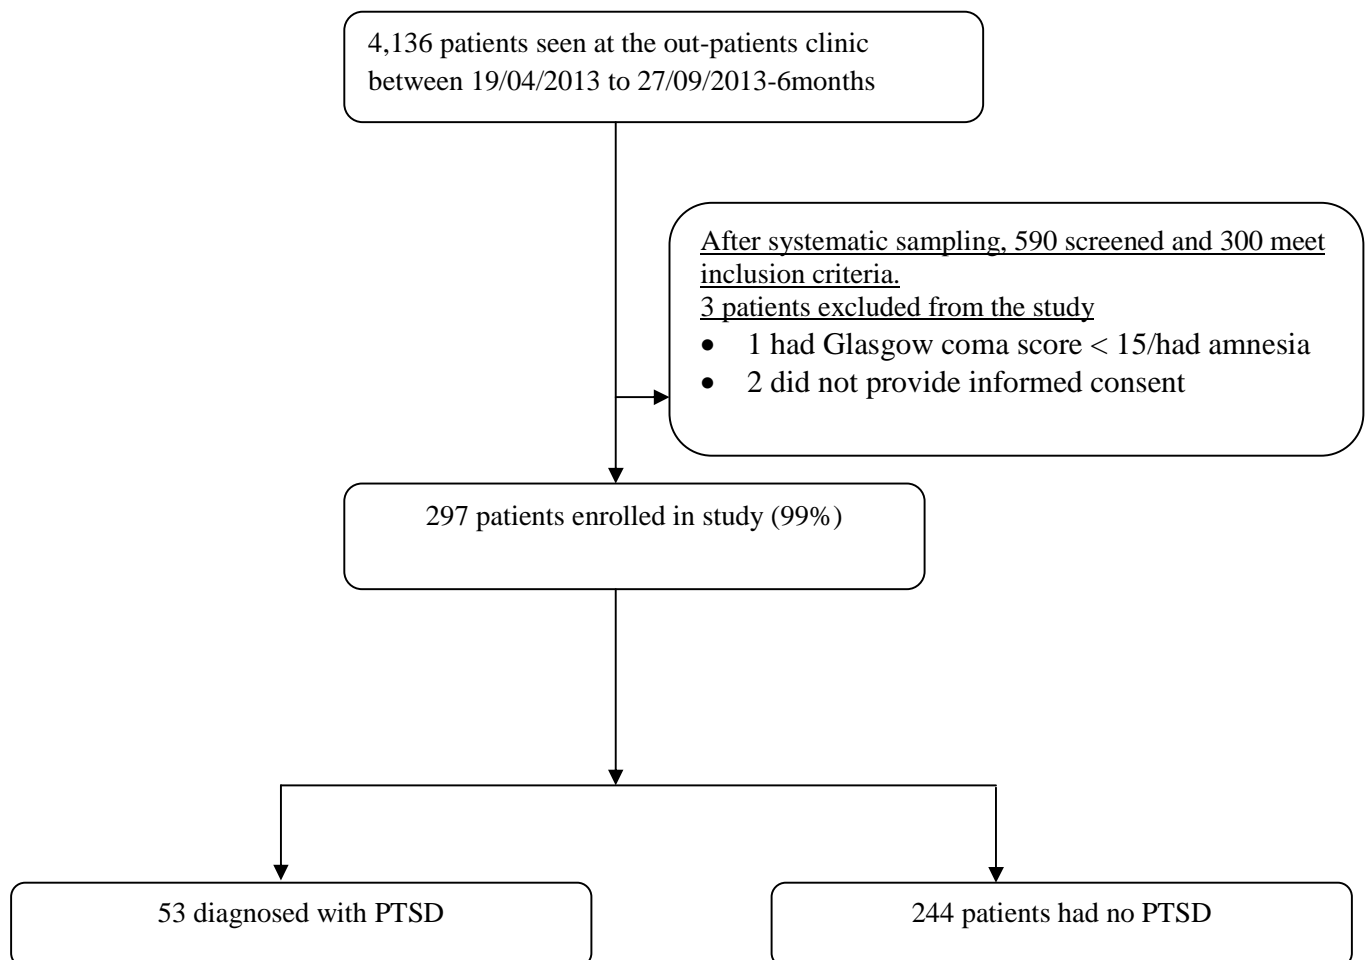 4,136 patients seen at the out-patients clinic
between 19/04/2013 to 27/09/2013-6months
After systematic sampling, 590 screened and 300 meet
inclusion criteria.
3 patients excluded from the study
• 1 had Glasgow coma score < 15/had amnesia
• 2 did not provide informed consent
297 patients enrolled in study (99%)
53 diagnosed with PTSD
244 patients had no PTSD